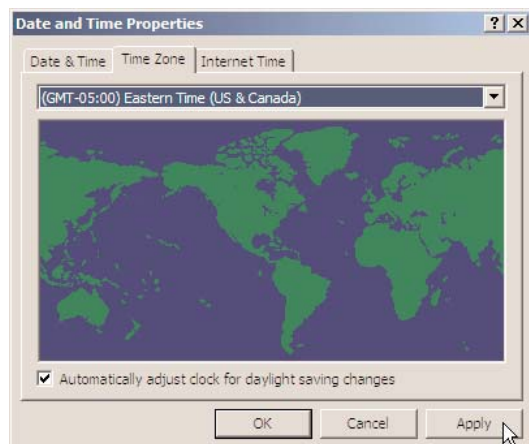 Date and Time Properties
Date & Time Time Zone Internet Time
(GMT-05:00) Eastern Time (US & Canada)
Automatically adjust clock for daylight saving changes
OK Cancel Apply